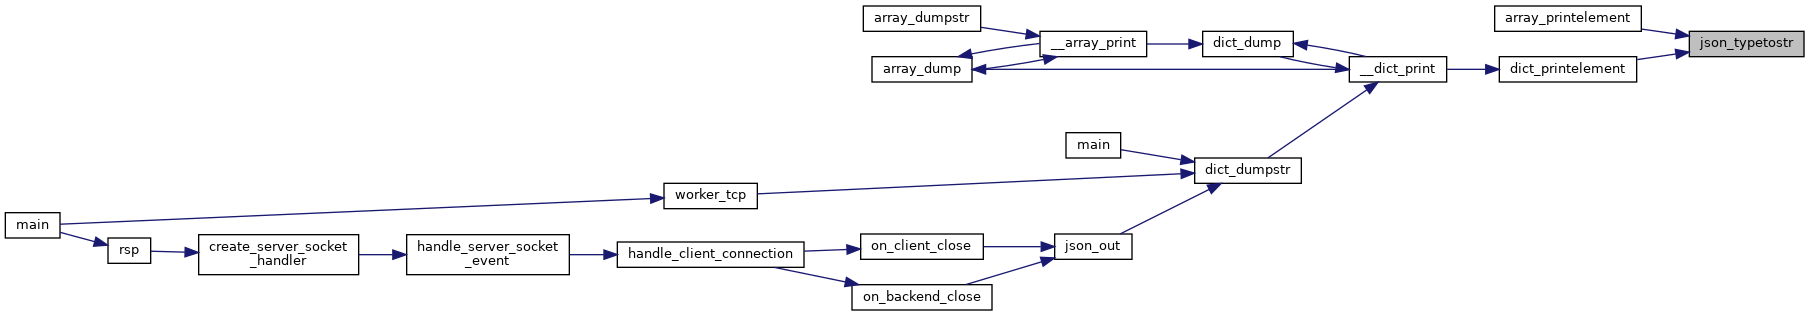 array_dumpstr
array_printelement
__array_print
dict_dump
json_typetostr
array_dump
__dict_print
dict_printelement
main
dict_dumpstr
worker_tcp
main
rsp
create_server_socket
_handler
handle_server_socket
_event
handle_client_connection
on_client_close
json_out
on_backend_close